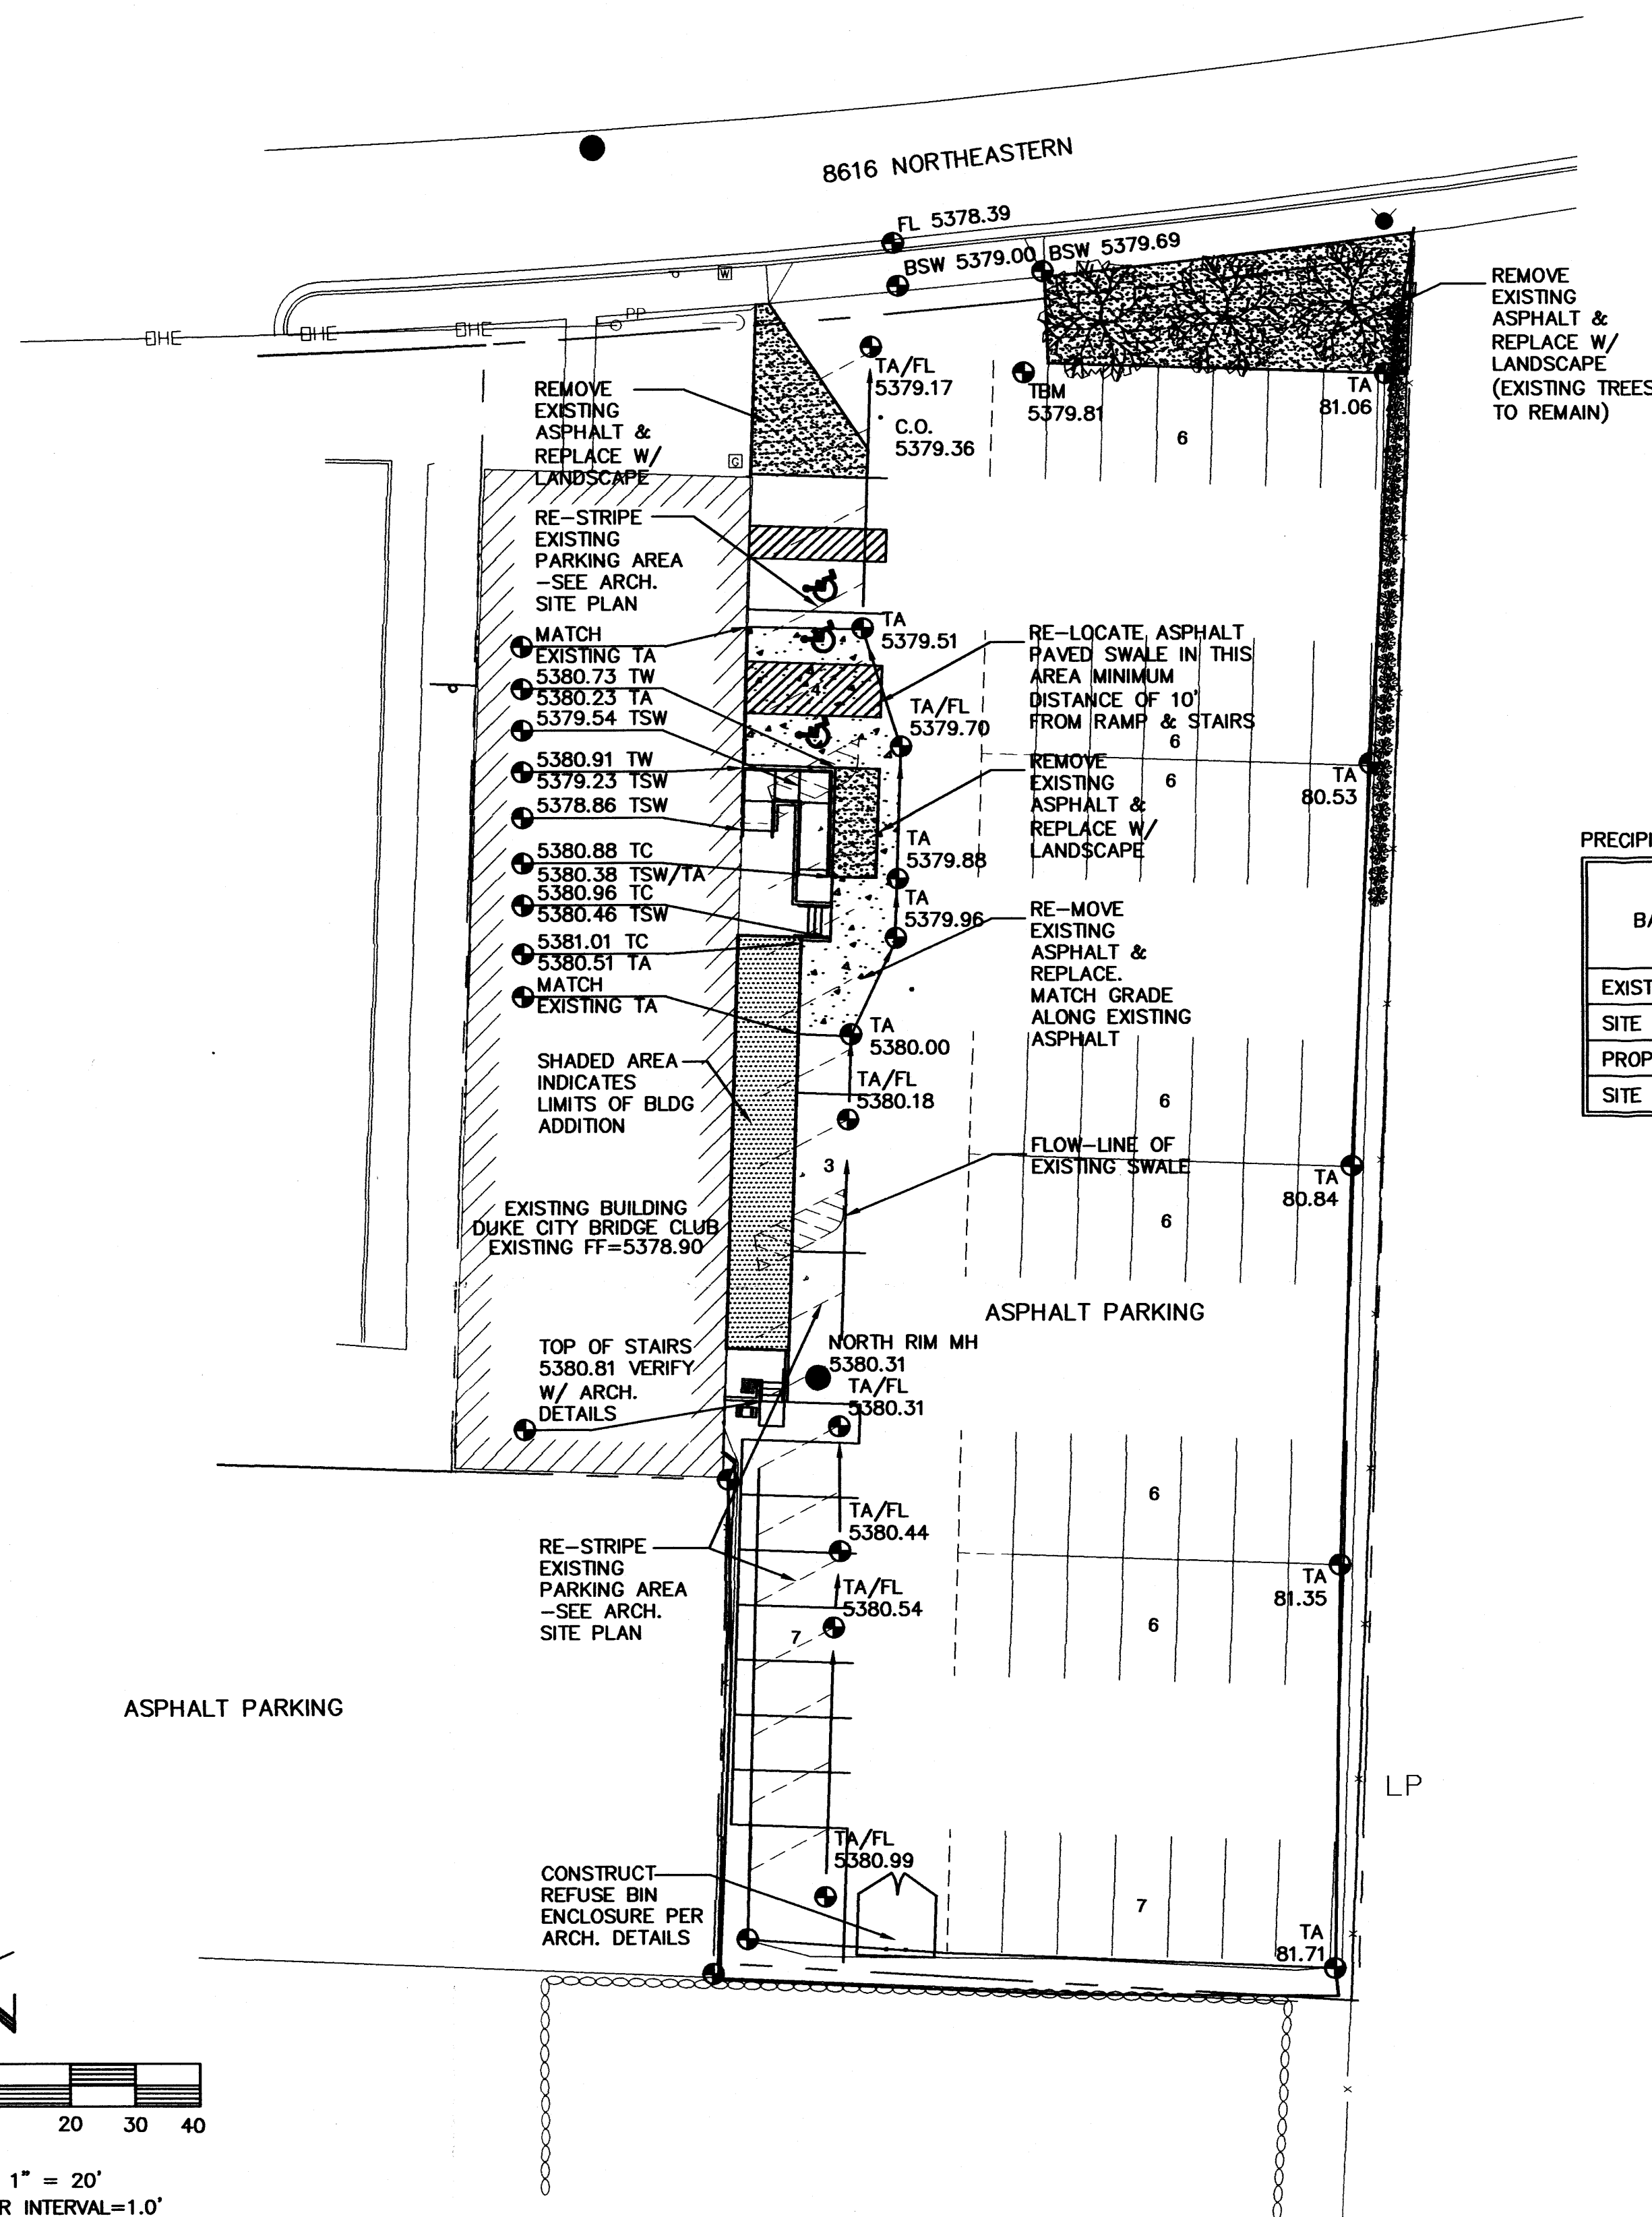 8616 NORTHEASTERN
FL 5378.39
BSW 5379.00
BSW 5379.69
W
PP
OHE
OHE
OHE
REMOVE
EXISTING
ASPHALT &
REPLACE W/
LANDSCAPE
(EXISTING TREES
TO REMAIN)
TA/FL
5379.17
TBM
5379.81
TA
81.06
6
C.O.
5379.36
REMOVE
EXISTING
ASPHALT &
REPLACE W/
LANDSCAPE
G
RE-STRIPE
EXISTING
PARKING AREA
-SEE ARCH.
SITE PLAN
MATCH
EXISTING TA
5380.73 TW
5380.23 TA
5379.54 TSW
5380.91 TW
5379.23 TSW
5378.86 TSW
5380.88 TC
5380.38 TSW/TA
5380.96 TC
5380.46 TSW
5381.01 TC
5380.51 TA
MATCH
EXISTING TA
TA
5379.51
4
TA/FL
5379.70
RE-LOCATE ASPHALT
PAVED SWALE IN THIS
AREA MINIMUM
DISTANCE OF 10'
FROM RAMP & STAIRS
6
6
TA
80.53
REMOVE
EXISTING
ASPHALT &
REPLACE W/
LANDSCAPE
TA
5379.88
TA
5379.96
RE-MOVE
EXISTING
ASPHALT &
REPLACE.
MATCH GRADE
ALONG EXISTING
ASPHALT
EXIST
SITE
PROP
SITE
TA
5380.00
TA/FL
5380.18
SHADED AREA
INDICATES
LIMITS OF BLDG
ADDITION
6
FLOW-LINE OF
EXISTING SWALE
3
TA
80.84
6
EXISTING BUILDING
DUKE CITY BRIDGE CLUB
EXISTING FF=5378.90
ASPHALT PARKING
TOP OF STAIRS
5380.81 VERIFY
W/ ARCH.
DETAILS
NORTH RIM MH
5380.31
TA/FL
5380.31
6
TA/FL
5380.44
RE-STRIPE
EXISTING
PARKING AREA
-SEE ARCH.
SITE PLAN
TA/FL
5380.54
7
TA
81.35
6
ASPHALT PARKING
LP
TA/FL
5380.99
CONSTRUCT
REFUSE BIN
ENCLOSURE PER
ARCH. DETAILS
7
TA
81.71
20 30 40
1" = 20'
R INTERVAL=1.0'